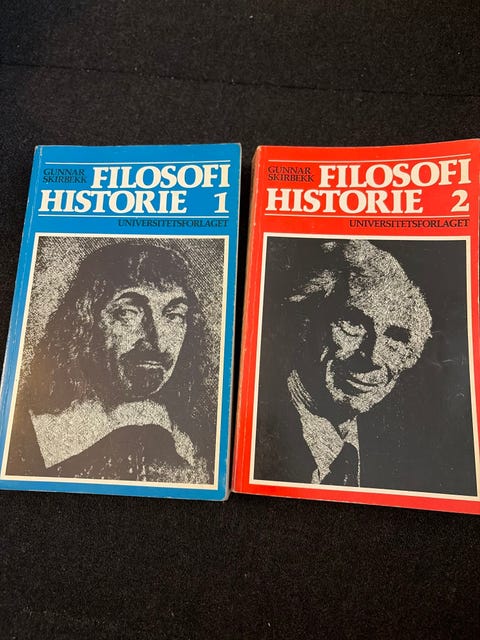 GUNNAR
SKIRBEKK
FILOSOFI
HISTORIE 1
UNIVERSITETSFORLAGET
GUNNAR
SKIRBEKK
FILOSOFI
HISTORIE 2
UNIVERSITETSFORLAGET